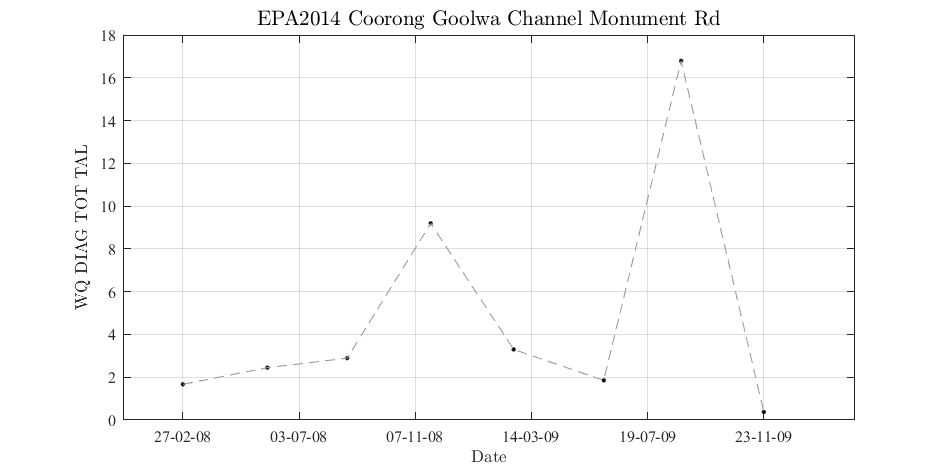 EPA2014 Coorong Goolwa Channel Monument Rd
18
16
14
12
10
8
6
4
2
0
WQ DIAG TOT TAL
27-02-08 03-07-08 07-11-08 14-03-09 19-07-09 23-11-09
Date